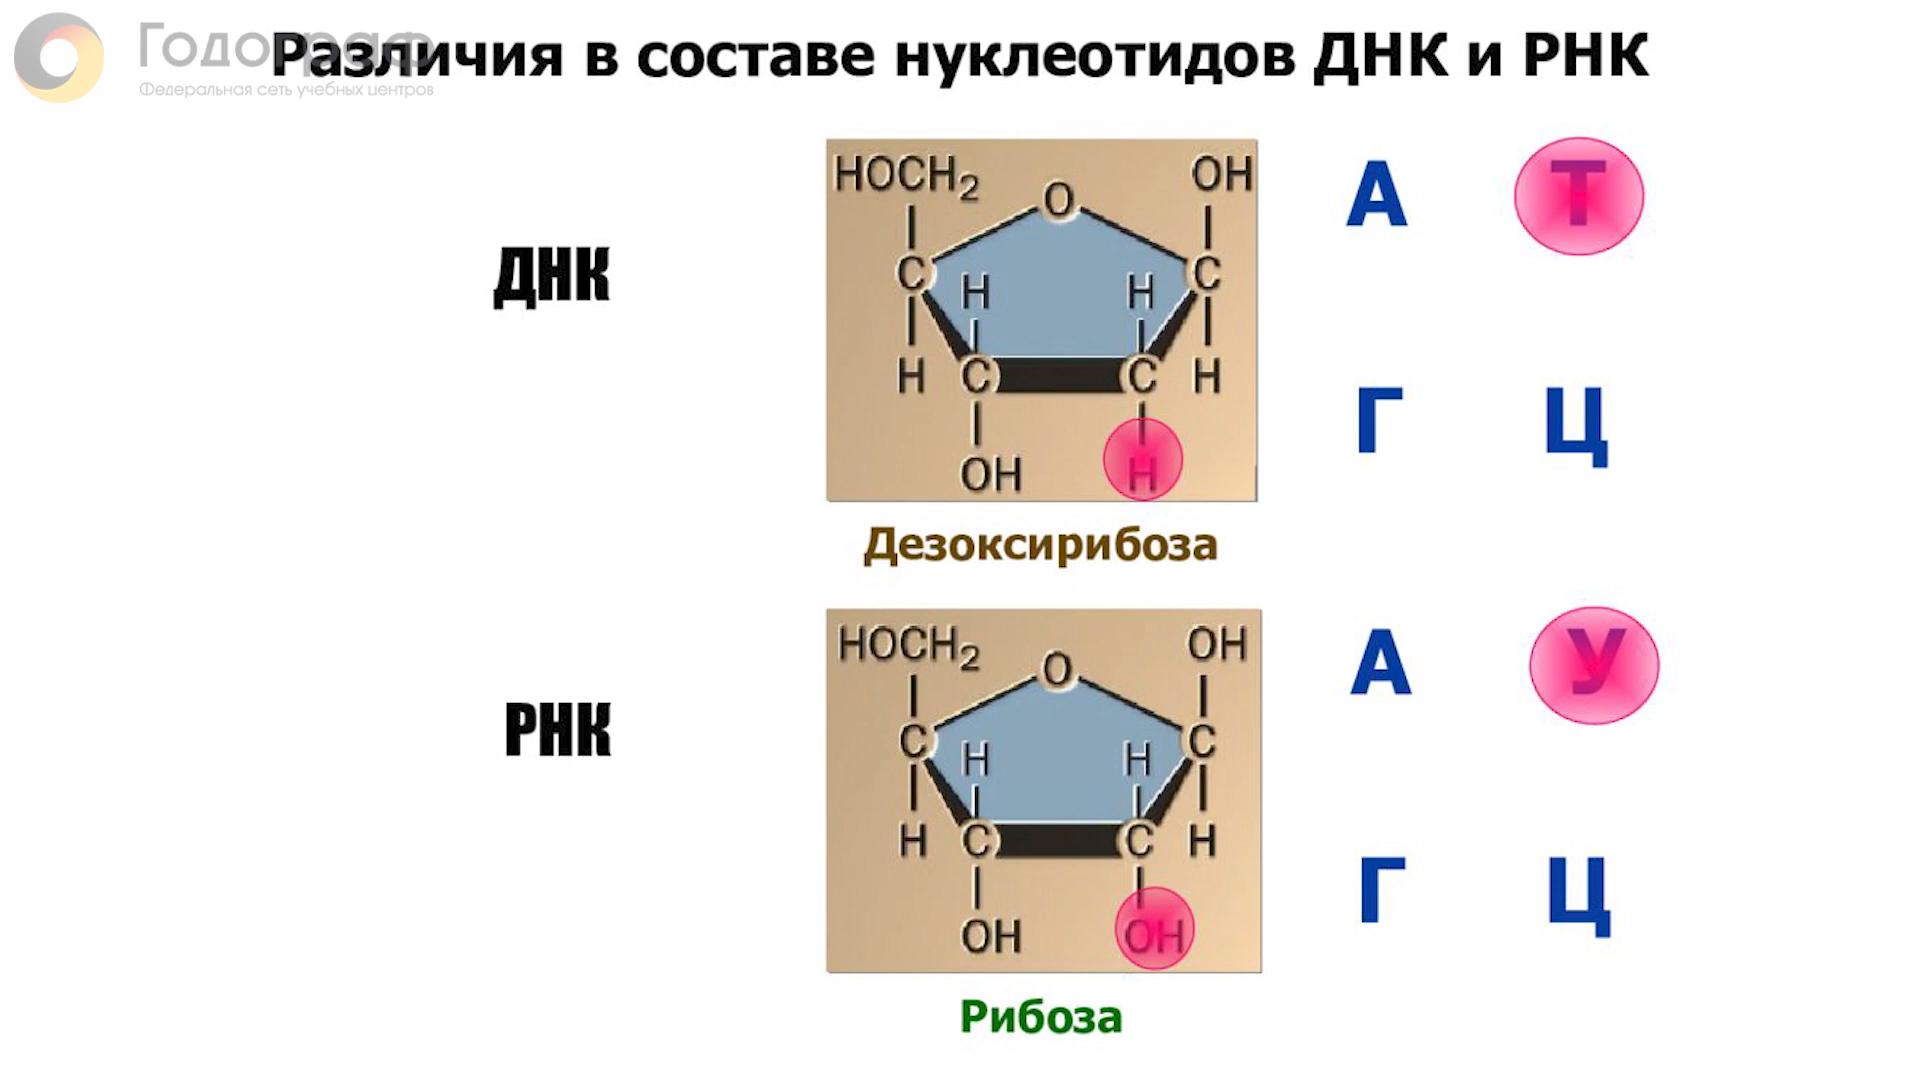 Годограф
Федеральная сеть учебных центров
Различия в составе нуклеотидов ДНК и РНК
ДНК
HOCH2 O OH
C H H C
H C C H
OH H
Дезоксирибоза
А Т
Г Ц
РНК
HOCH2 O OH
C H H C
H C C H
OH OH
Рибоза
А У
Г Ц